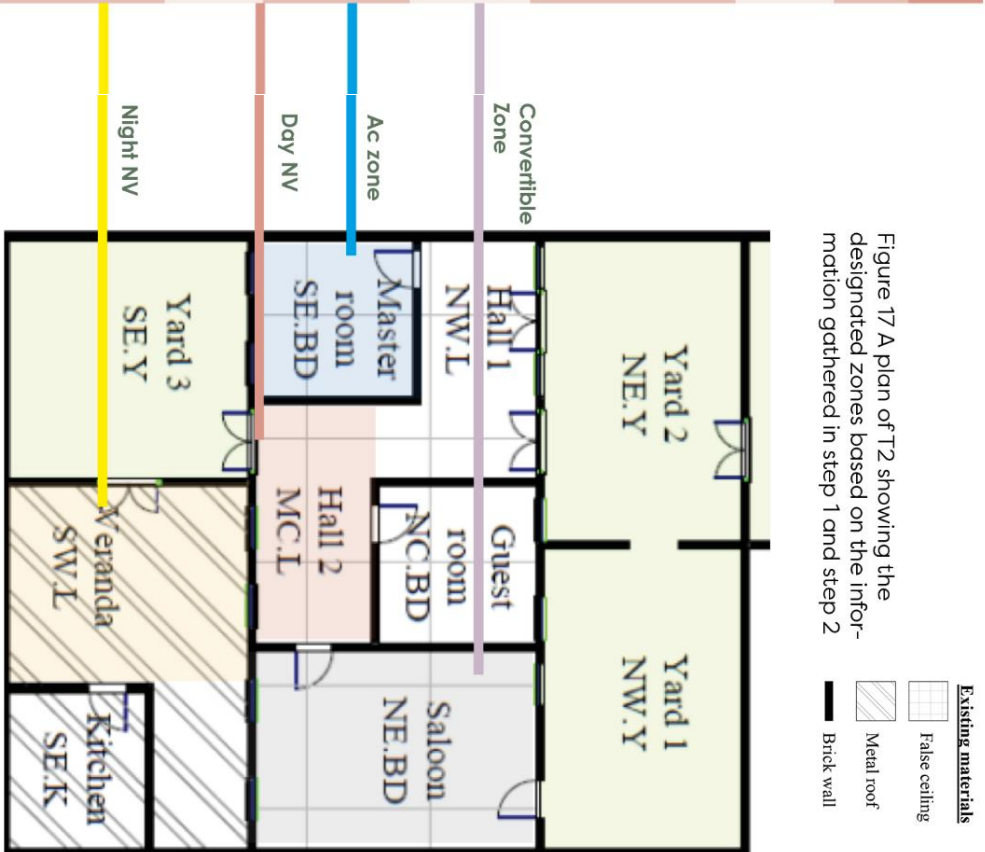 Figure 17 A plan of T2 showing the
designated zones based on the infor-
mation gathered in step 1 and step 2
Existing materials
False ceiling
Metal roof
Brick wall
Convertible
Zone
Ac zone
Day NV
Night NV
Yard 2
NE.Y
Yard 1
NW.Y
Hall 1
NW.L
Guest
room
NC.BD
Saloon
NE.BD
Master
room
SE.BD
Hall 2
MC.L
Yard 3
SE.Y
Veranda
SW.L
Kitchen
SE.K